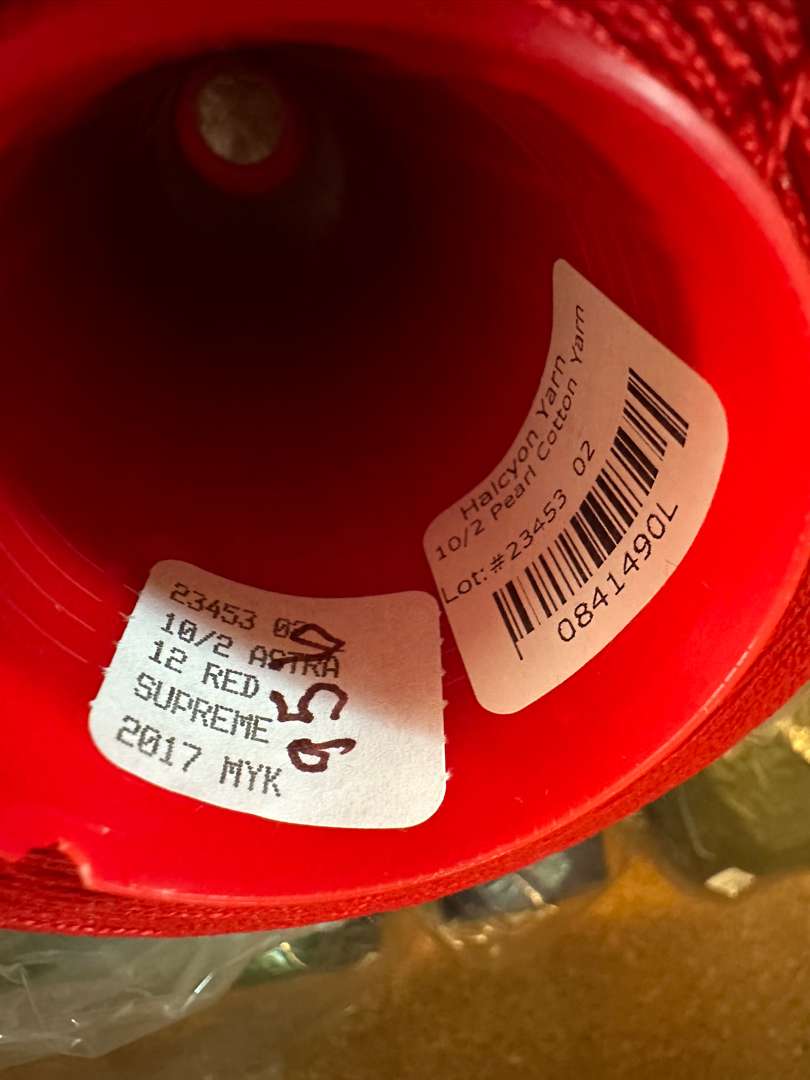 Halcyon Yarn
10/2 Pearl Cotton Yarn
Lot:#23453 02
0841490L
23453 02
10/2 ASTRA
12 RED
SUPREME
2017 MYK